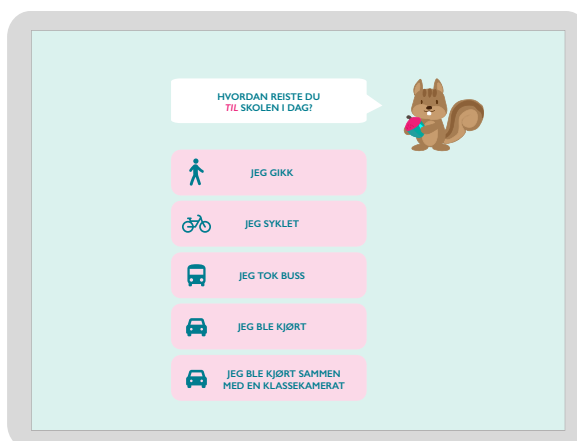 HVORDAN REISTE DU
TIL SKOLEN I DAG?
JEG GIKK
JEG SYKLET
JEG TOK BUSS
JEG BLE KJØRT
JEG BLE KJØRT SAMMEN
MED EN KLASSEKAMERAT